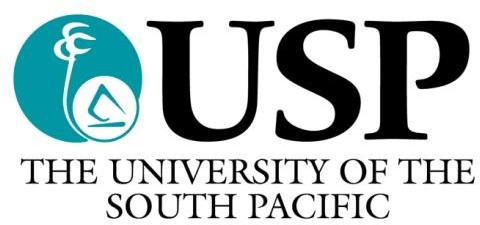 USP
THE UNIVERSITY OF THE
SOUTH PACIFIC